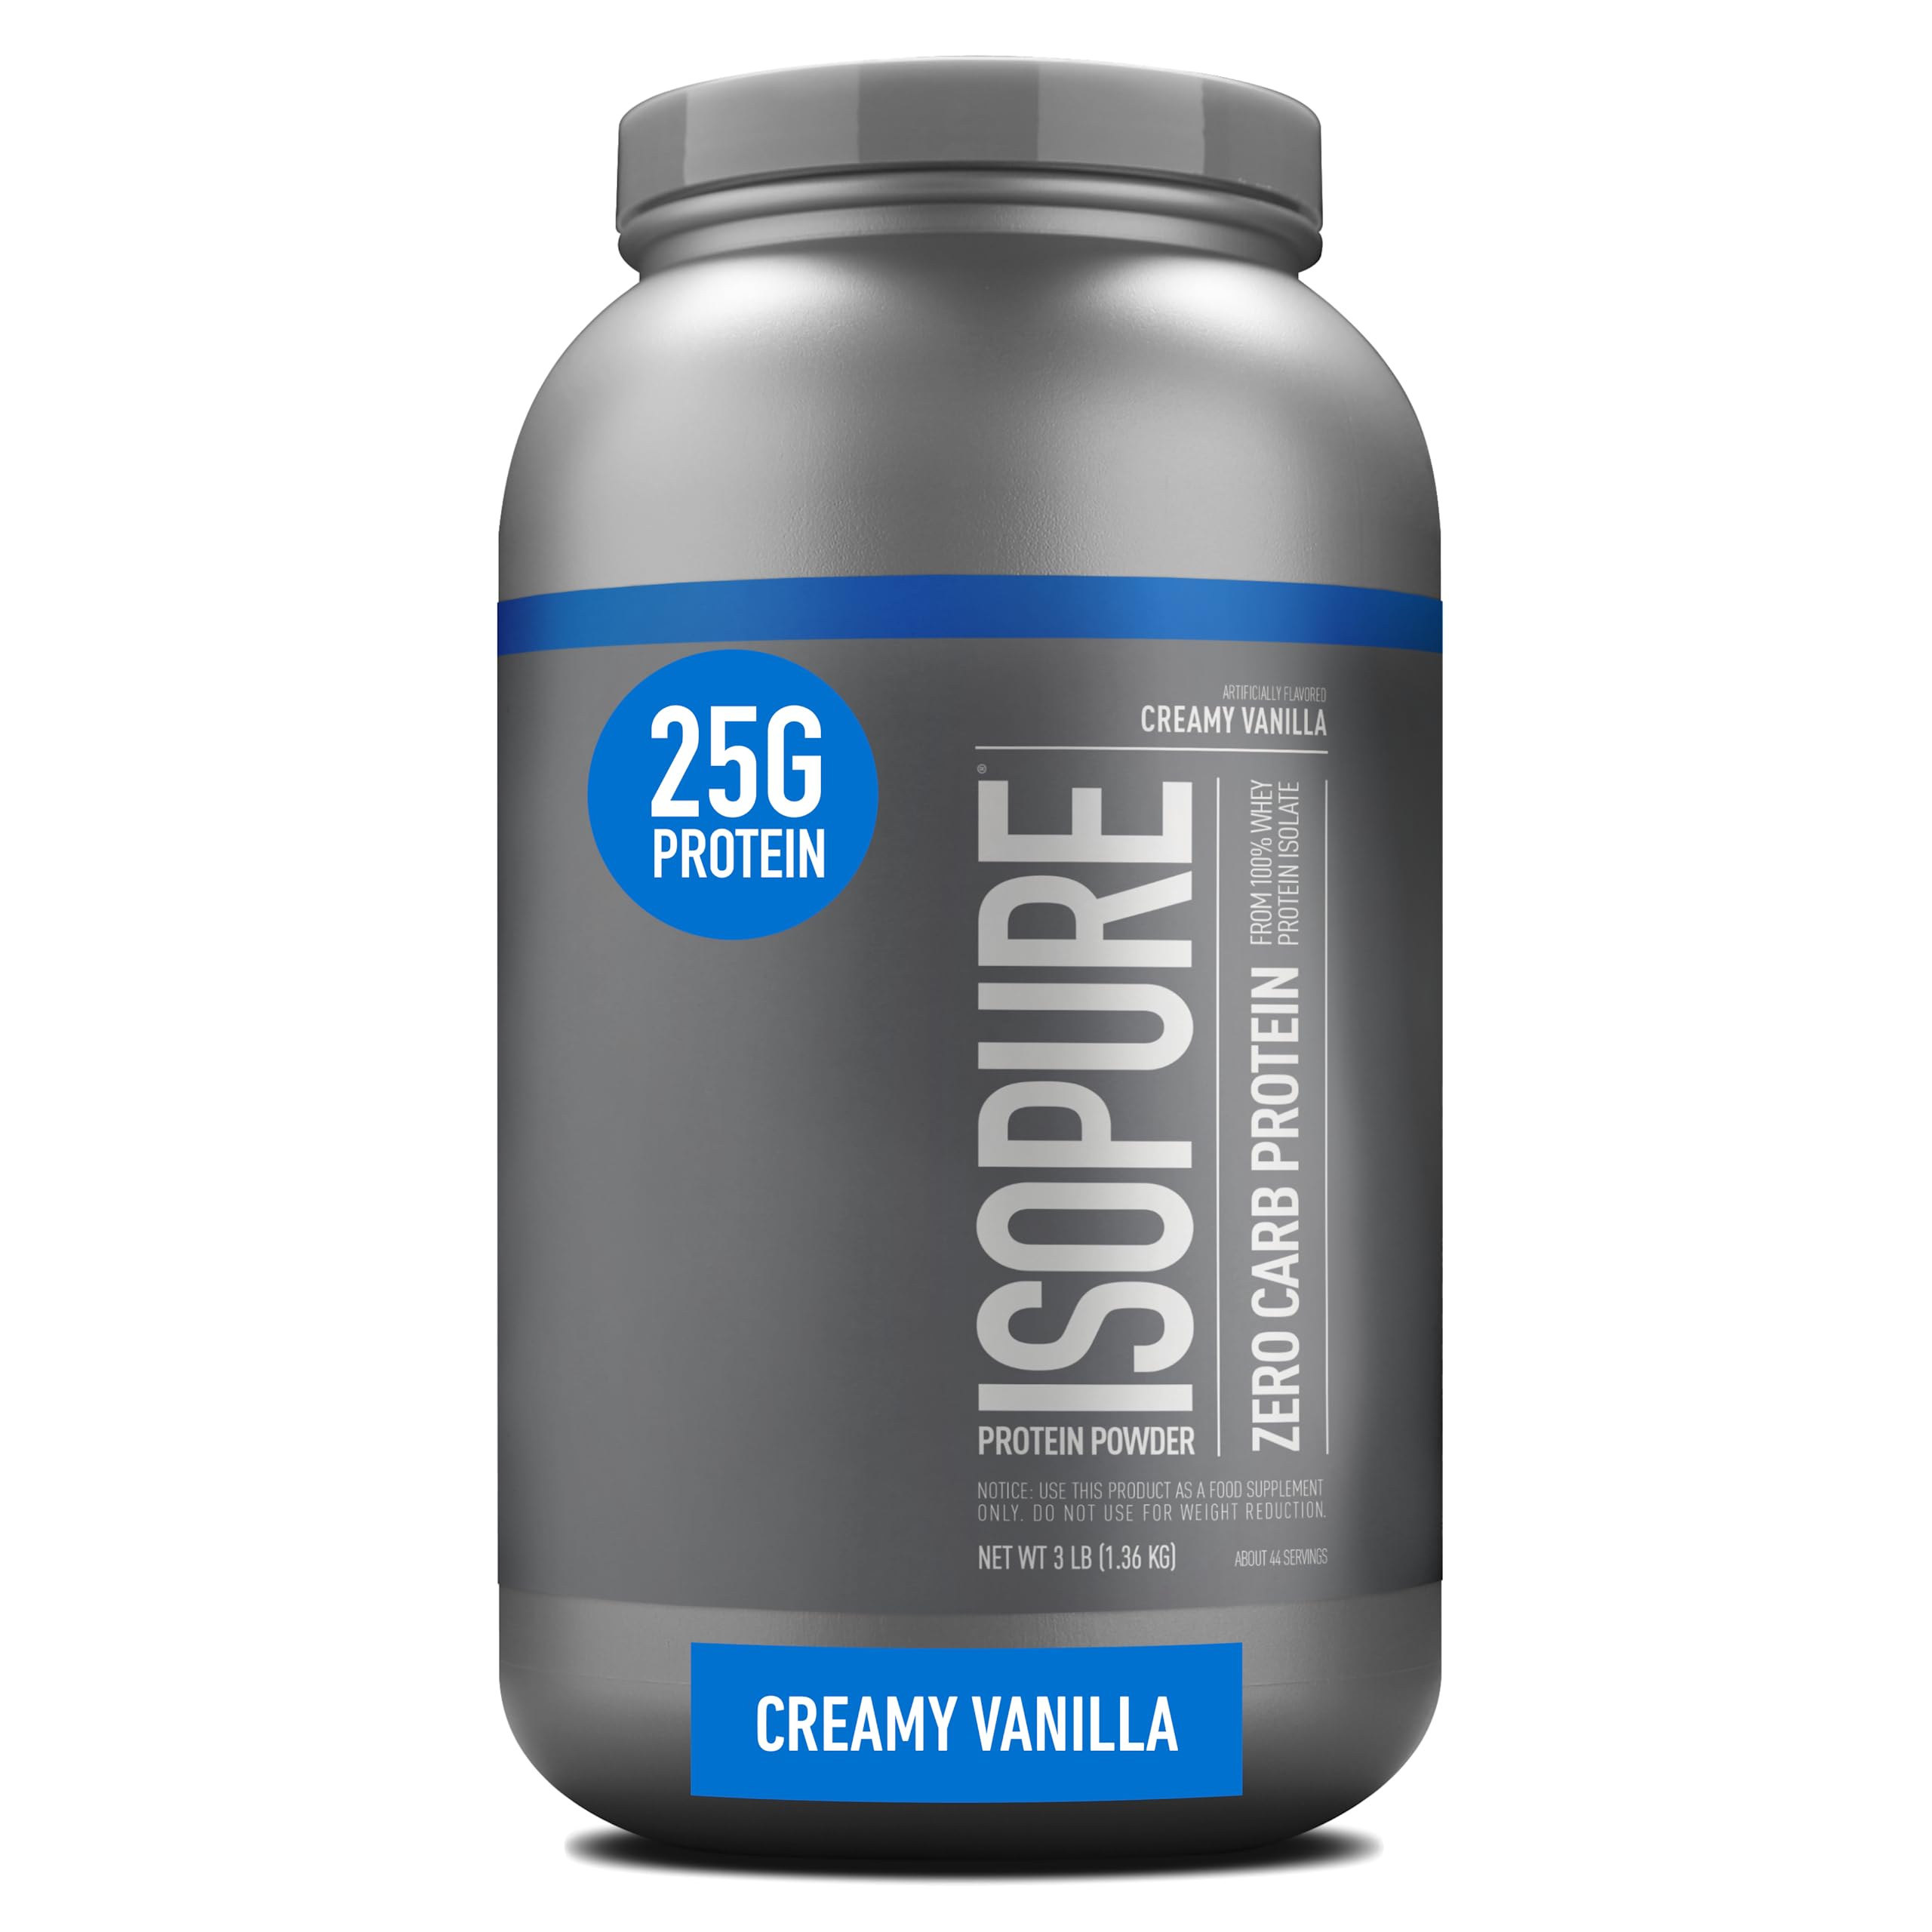 25G
PROTEIN
ARTIFICIALLY FLAVORED
CREAMY VANILLA
ISOPURE®
ZERO CARB PROTEIN
FROM 100% WHEY
PROTEIN ISOLATE
PROTEIN POWDER
NOTICE: USE THIS PRODUCT AS A FOOD SUPPLEMENT
ONLY. DO NOT USE FOR WEIGHT REDUCTION.
NET WT 3 LB (1.36 KG)
ABOUT 44 SERVINGS
CREAMY VANILLA